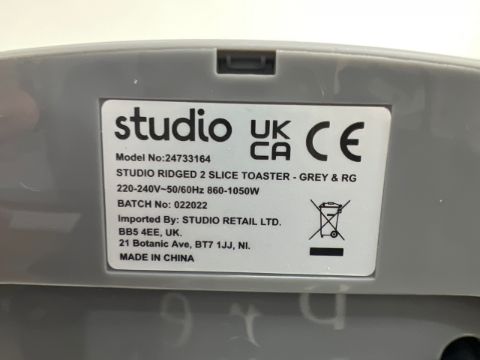 studio UK CA CE
Model No:24733164
STUDIO RIDGED 2 SLICE TOASTER - GREY & RG
220-240V~50/60Hz 860-1050W
BATCH No: 022022
Imported By: STUDIO RETAIL LTD.
BB5 4EE, UK.
21 Botanic Ave, BT7 1JJ, NI.
MADE IN CHINA